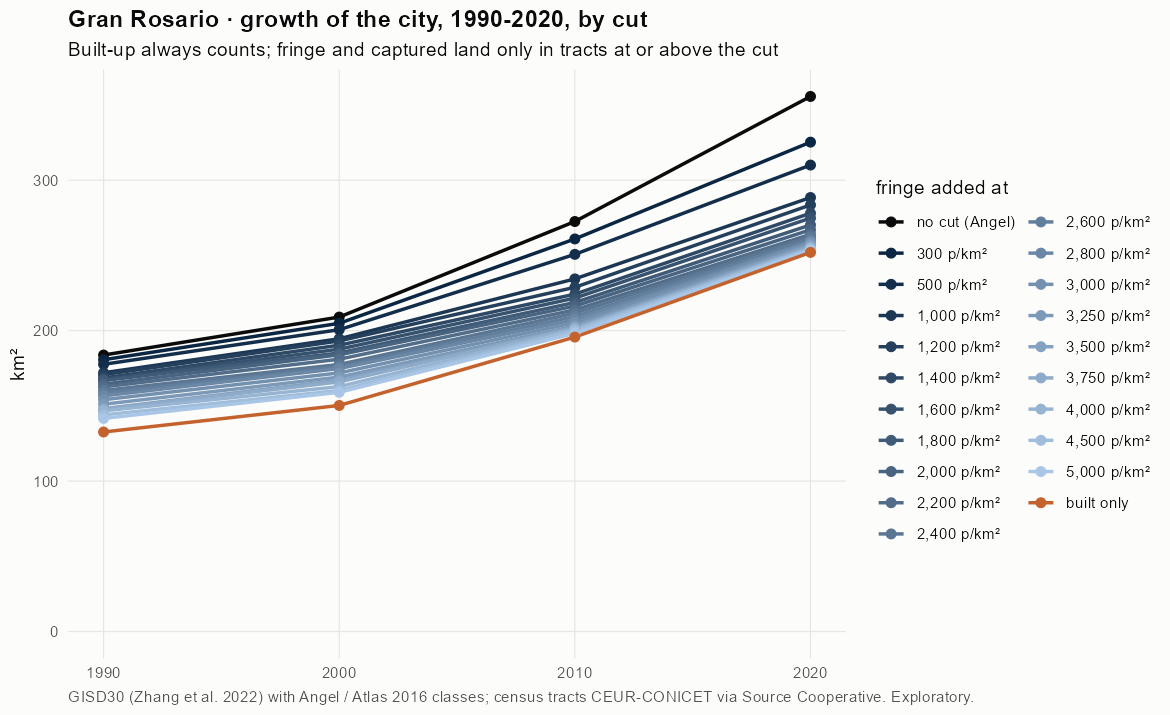 Gran Rosario · growth of the city, 1990-2020, by cut
Built-up always counts; fringe and captured land only in tracts at or above the cut
km²
300
200
100
0
1990
2000
2010
2020
fringe added at
no cut (Angel)
300 p/km²
500 p/km²
1,000 p/km²
1,200 p/km²
1,400 p/km²
1,600 p/km²
1,800 p/km²
2,000 p/km²
2,200 p/km²
2,400 p/km²
2,600 p/km²
2,800 p/km²
3,000 p/km²
3,250 p/km²
3,500 p/km²
3,750 p/km²
4,000 p/km²
4,500 p/km²
5,000 p/km²
built only
GISD30 (Zhang et al. 2022) with Angel / Atlas 2016 classes; census tracts CEUR-CONICET via Source Cooperative. Exploratory.